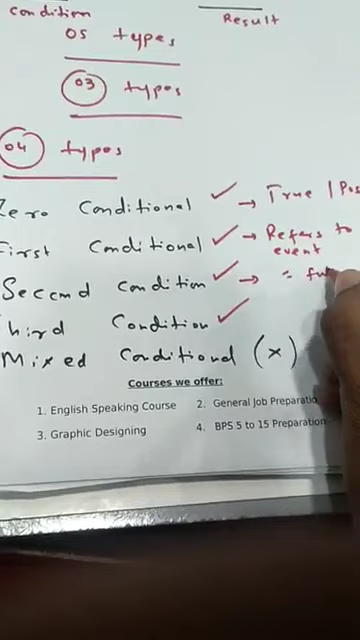 condition
Result
05 types
03 types
04 types
Zero Conditional → True / Pos
First Conditional → Refers to
event
Second Condition → = fut
Third Condition
Mixed Conditional (×)
Courses we offer:
1. English Speaking Course 2. General Job Preparatio
3. Graphic Designing 4. BPS 5 to 15 Preparation